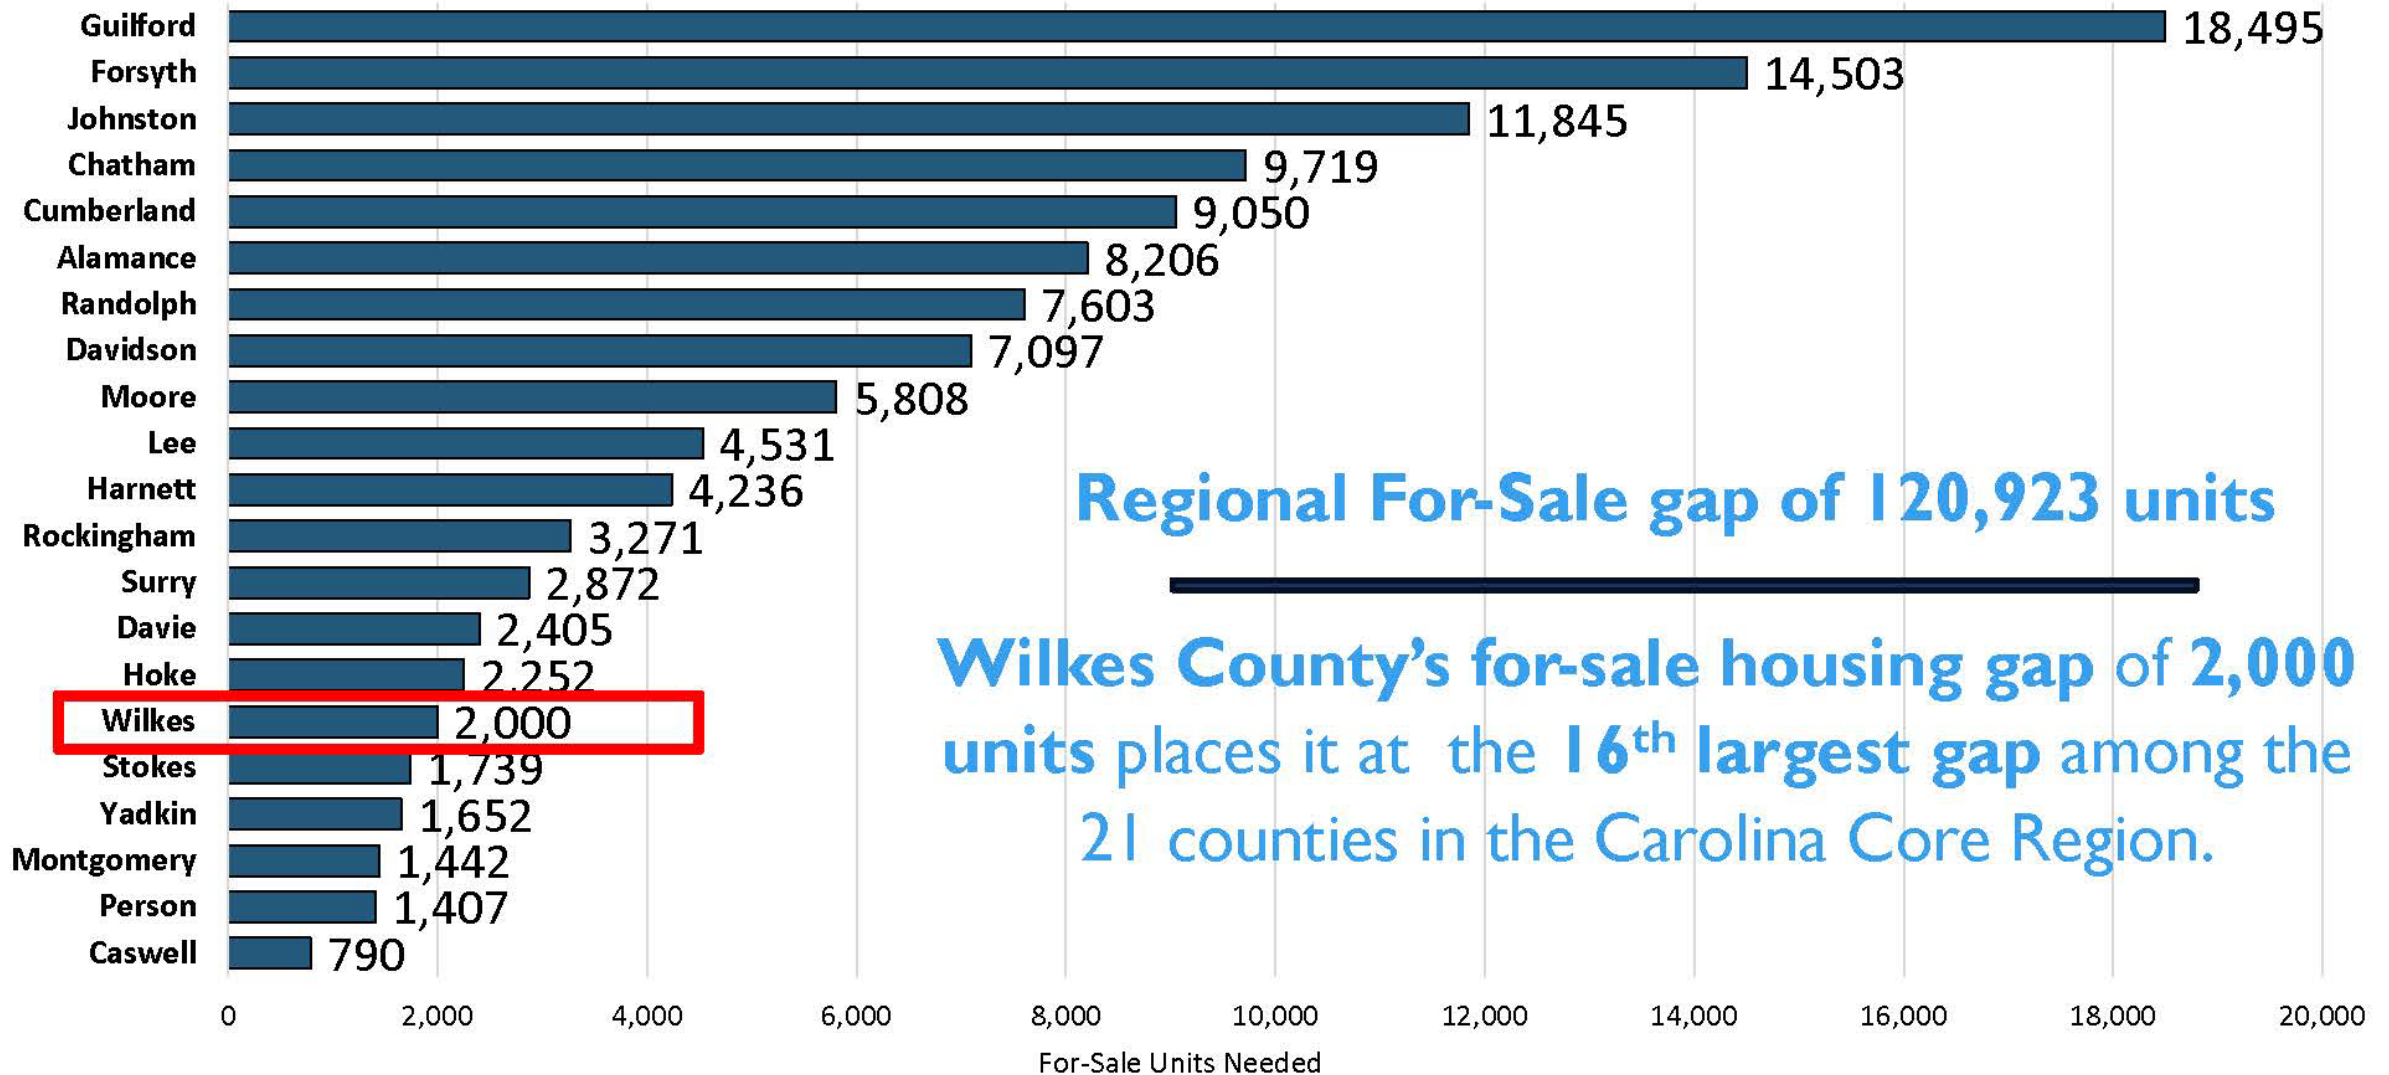 Guilford 18,495
Forsyth 14,503
Johnston 11,845
Chatham 9,719
Cumberland 9,050
Alamance 8,206
Randolph 7,603
Davidson 7,097
Moore 5,808
Lee 4,531
Harnett 4,236
Rockingham 3,271
Surry 2,872
Davie 2,405
Hoke 2,252
Wilkes 2,000
Stokes 1,739
Yadkin 1,652
Montgomery 1,442
Person 1,407
Caswell 790
Regional For-Sale gap of 120,923 units
Wilkes County’s for-sale housing gap of 2,000
units places it at the 16th largest gap among the
21 counties in the Carolina Core Region.
0 2,000 4,000 6,000 8,000 10,000 12,000 14,000 16,000 18,000 20,000
For-Sale Units Needed